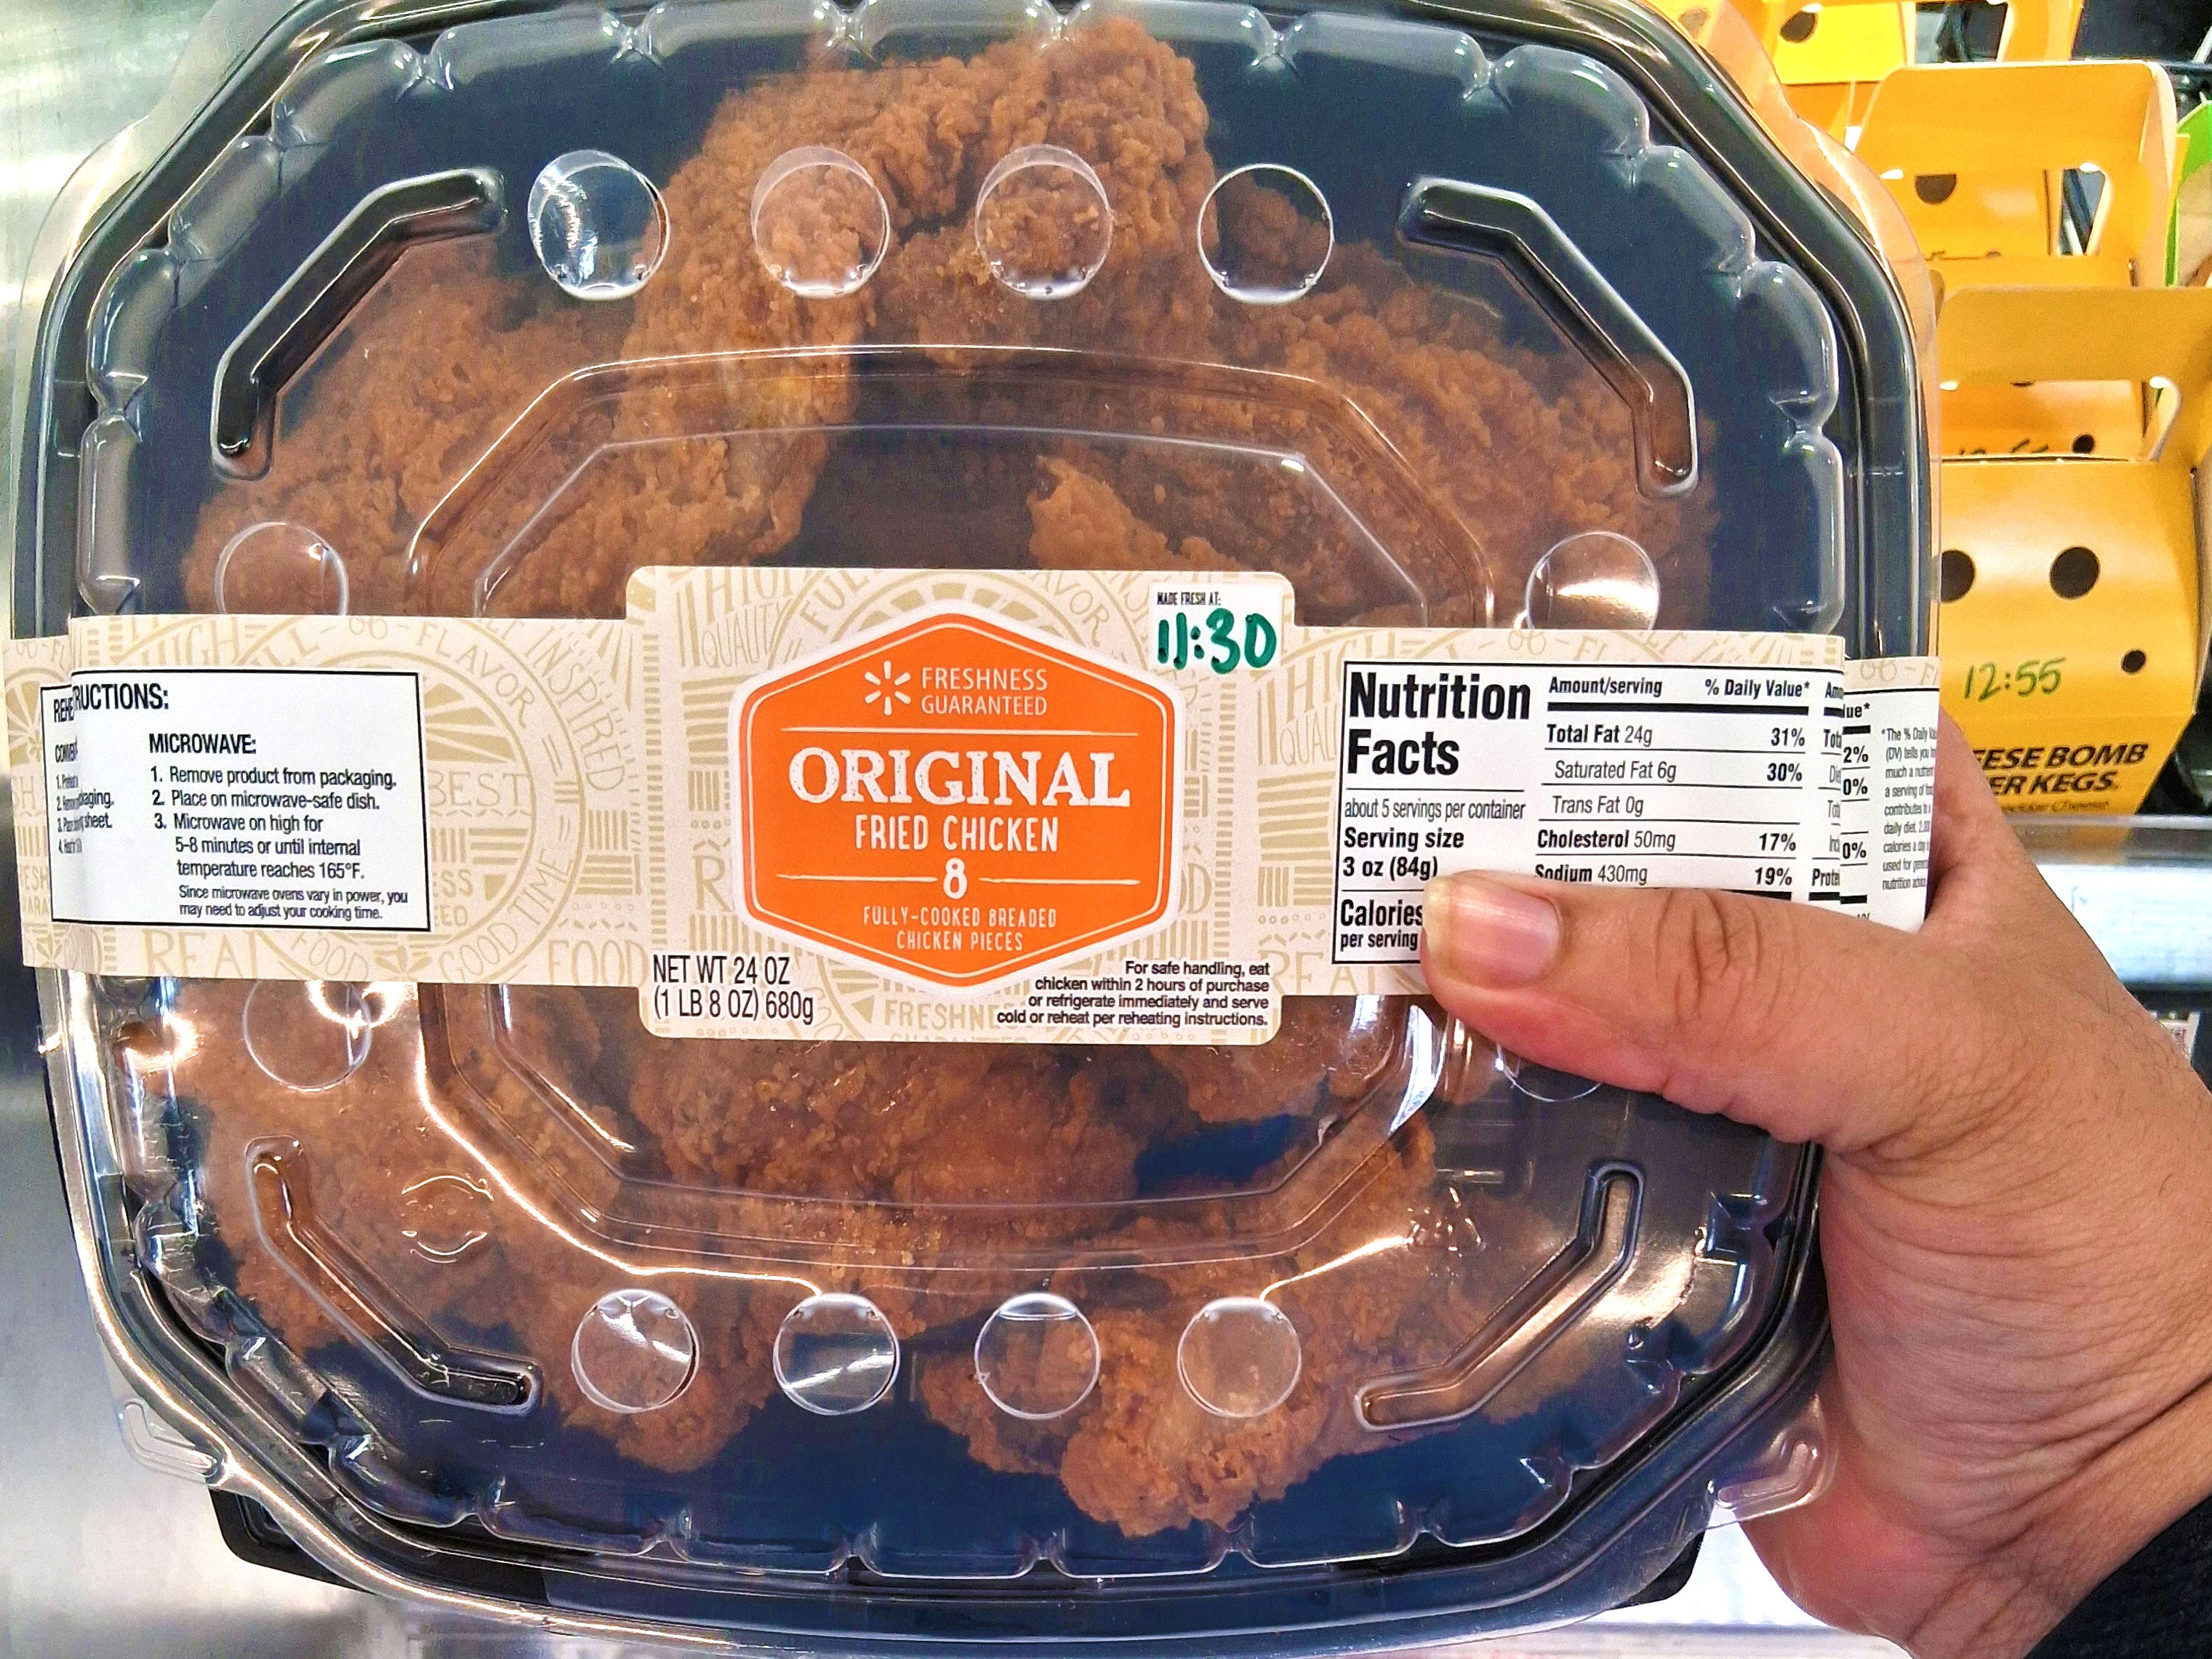 RUCTIONS:
MICROWAVE:
1. Remove product from packaging.
2. Place on microwave-safe dish.
3. Microwave on high for
5-8 minutes or until internal
temperature reaches 165°F.
Since microwave ovens vary in power, you
may need to adjust your cooking time.
MADE FRESH AT:
11:30
FRESHNESS
GUARANTEED
ORIGINAL
FRIED CHICKEN
8
FULLY-COOKED BREADED
CHICKEN PIECES
NET WT 24 OZ
(1 LB 8 OZ) 680g
For safe handling, eat
chicken within 2 hours of purchase
or refrigerate immediately and serve
cold or reheat per reheating instructions.
Nutrition
Facts
about 5 servings per container
Serving size
3 oz (84g)
Calories
per serving
Amount/serving % Daily Value*
Total Fat 24g 31%
Saturated Fat 6g 30%
Trans Fat 0g
Cholesterol 50mg 17%
Sodium 430mg 19%
12:55
EESE BOMB
ER KEGS.